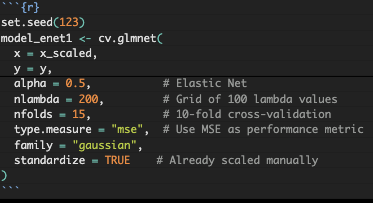 ```{r}
set.seed(123)
model_enet1 <- cv.glmnet(
  x = x_scaled,
  y = y,
  alpha = 0.5,          # Elastic Net
  nlambda = 200,        # Grid of 100 lambda values
  nfolds = 15,          # 10-fold cross-validation
  type.measure = "mse",  # Use MSE as performance metric
  family = "gaussian",
  standardize = TRUE    # Already scaled manually
)
```